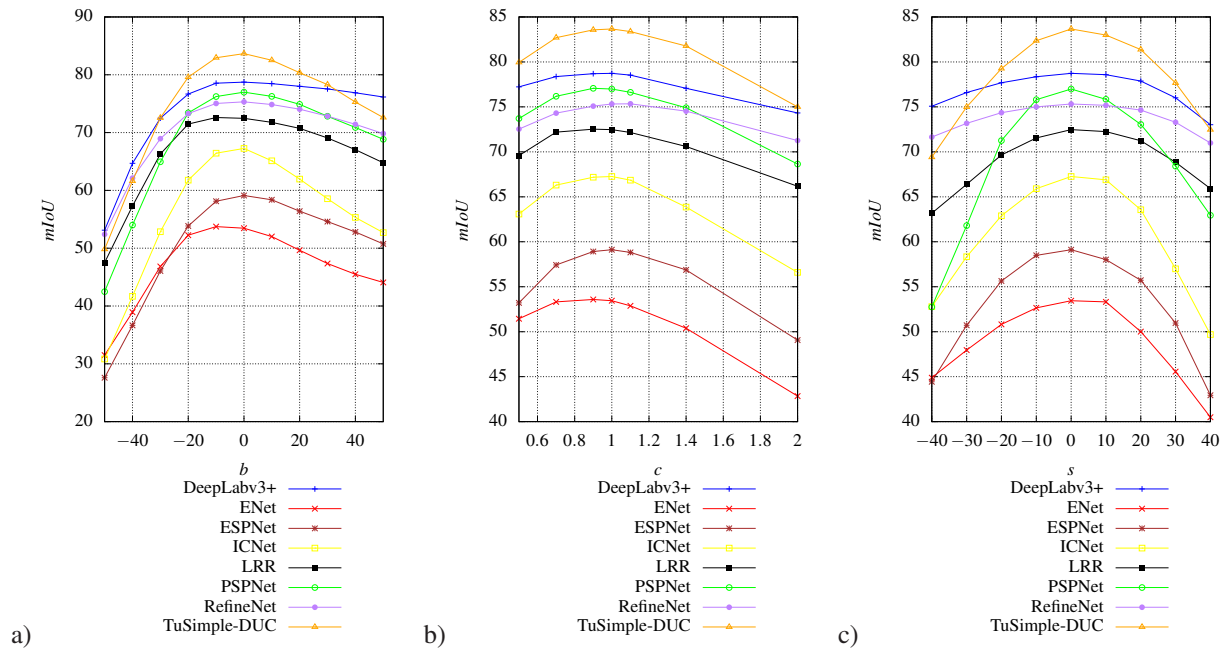 90
80
70
60
50
40
30
20
mIoU
−40 −20 0 20 40
b
DeepLabv3+
ENet
ESPNet
ICNet
LRR
PSPNet
RefineNet
TuSimple-DUC
a)
85
80
75
70
65
60
55
50
45
40
mIoU
0.6 0.8 1 1.2 1.4 1.6 1.8 2
c
DeepLabv3+
ENet
ESPNet
ICNet
LRR
PSPNet
RefineNet
TuSimple-DUC
b)
85
80
75
70
65
60
55
50
45
40
mIoU
−40 −30 −20 −10 0 10 20 30 40
s
DeepLabv3+
ENet
ESPNet
ICNet
LRR
PSPNet
RefineNet
TuSimple-DUC
c)